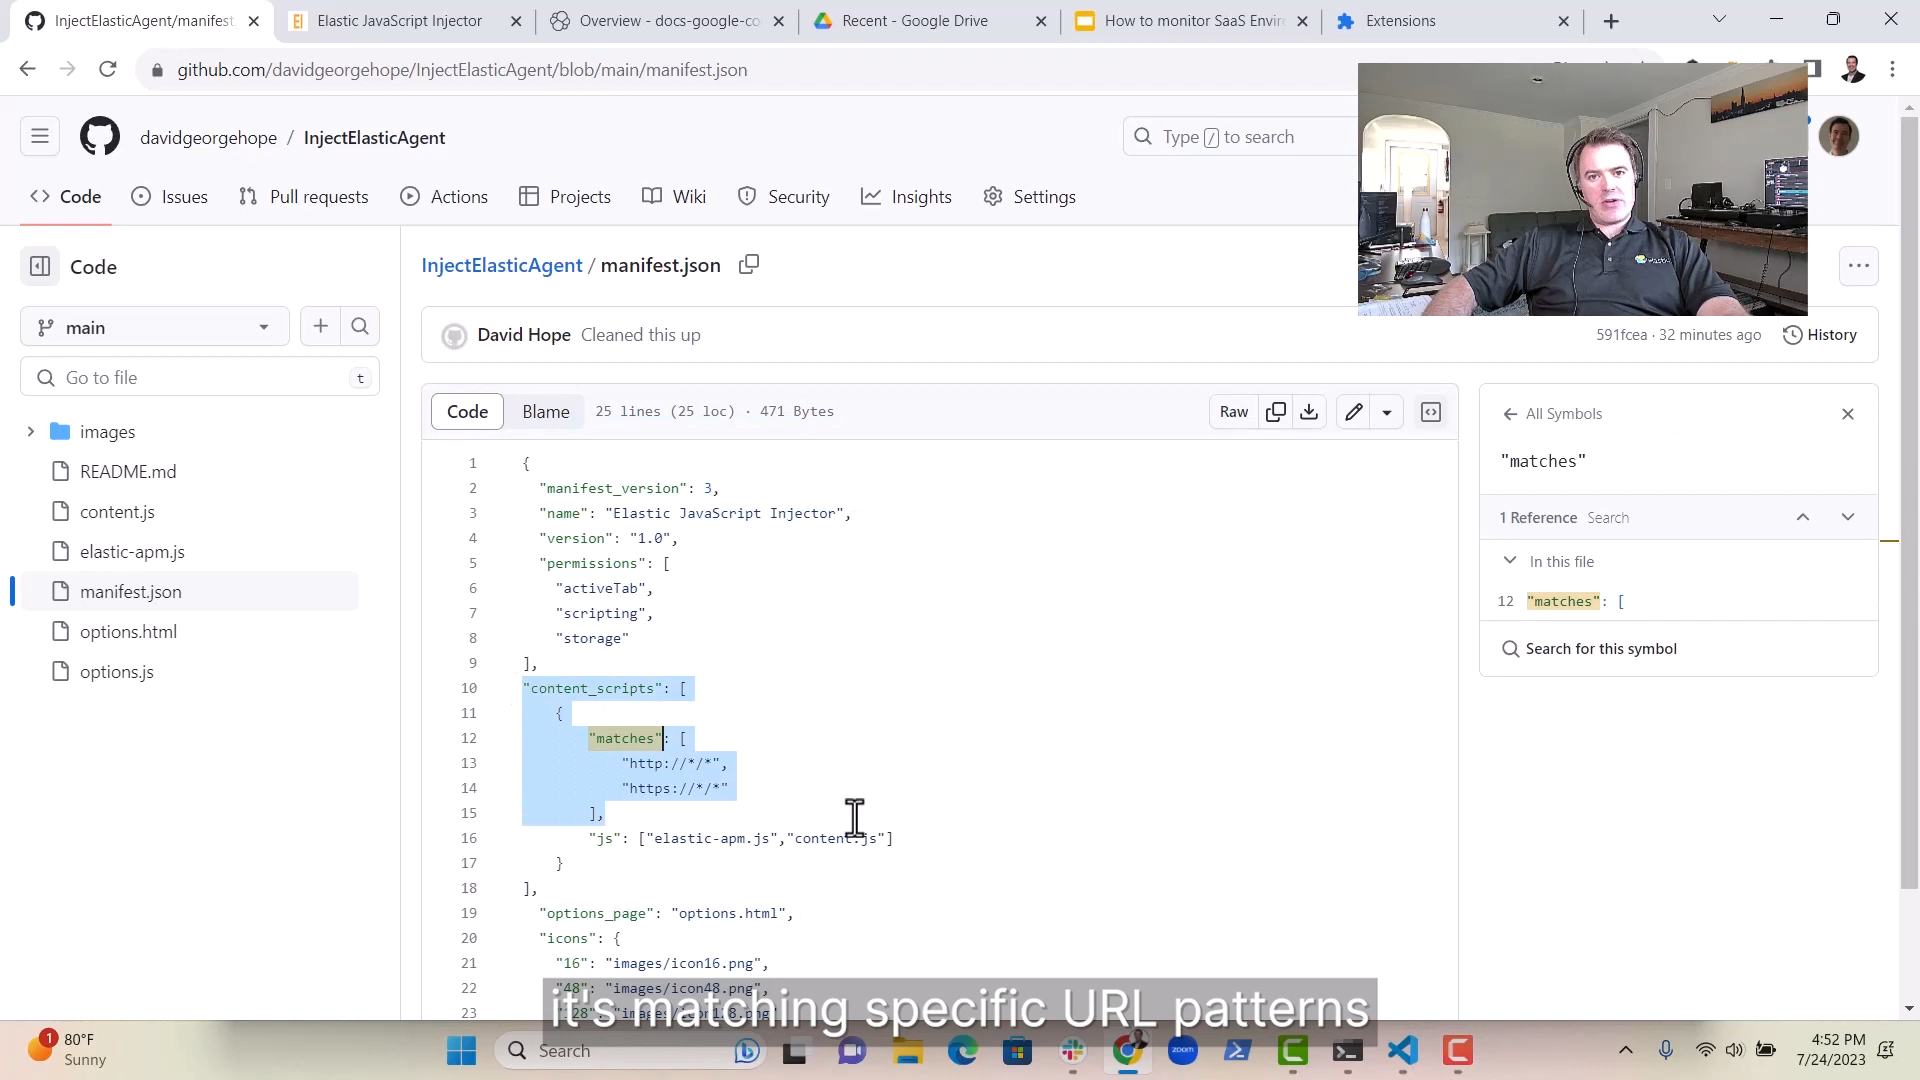 InjectElasticAgent/manifest
Elastic JavaScript Injector
Overview - docs-google-co
Recent - Google Drive
How to monitor SaaS Envir
Extensions
github.com/davidgeorgehope/InjectElasticAgent/blob/main/manifest.json
davidgeorgehope / InjectElasticAgent
Type / to search
Code
Issues
Pull requests
Actions
Projects
Wiki
Security
Insights
Settings
Code
main
Go to file
t
images
README.md
content.js
elastic-apm.js
manifest.json
options.html
options.js
InjectElasticAgent / manifest.json
David Hope Cleaned this up
591fcea · 32 minutes ago
History
Code
Blame
25 lines (25 loc) · 471 Bytes
Raw
1 {
2 "manifest_version": 3,
3 "name": "Elastic JavaScript Injector",
4 "version": "1.0",
5 "permissions": [
6 "activeTab",
7 "scripting",
8 "storage"
9 ],
10 "content_scripts": [
11 {
12 "matches": [
13 "http://*/*",
14 "https://*/*"
15 ],
16 "js": ["elastic-apm.js","content.js"]
17 }
18 ],
19 "options_page": "options.html",
20 "icons": {
21 "16": "images/icon16.png",
22 "48": "images/icon48.png",
23 "128": "images/icon128.png"
All Symbols
"matches"
1 Reference Search
In this file
12 "matches": [
Search for this symbol
it's matching specific URL patterns
1
80°F
Sunny
Search
zoom
4:52 PM
7/24/2023